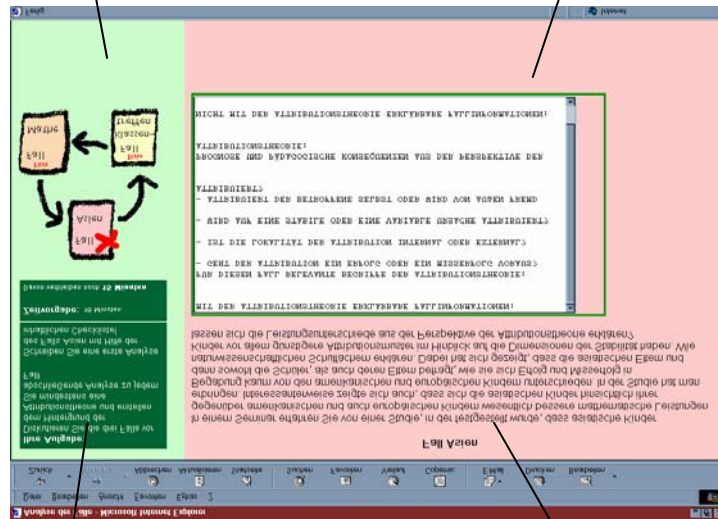 Analyse der Fälle - Microsoft Internet Explorer
Datei Bearbeiten Ansicht Favoriten Extras ?
Zurück Abbrechen Aktualisieren Startseite Suchen Favoriten Verlauf Copernic E-Mail Drucken Bearbeiten
Ihre Aufgabe:
Diskutieren Sie die drei Fälle vor
dem Hintergrund der
Attributionstheorie und erstellen
Sie mindestens eine
abschließende Analyse zu jedem
Fall
Schreiben Sie eine erste Analyse
des Falls Asien mit Hilfe der
inhaltlichen Checkliste!
Zeitvorgabe:
15 Minuten
Fall
Asien
Fall
Mathe
Fall
Klassen-
treffen
Fall Asien
In einem Seminar erfahren Sie von einer Studie, in der festgestellt wurde, dass asiatische Kinder
gegenüber amerikanischen und auch europäischen Kindern wesentlich bessere mathematische Leistungen
erbringen. Interessanterweise zeigte sich auch, dass sich die asiatischen Kinder hinsichtlich ihrer
Begabung kaum von den amerikanischen und europäischen Kindern unterschieden. In der Studie hat man
dann sowohl die Schüler, als auch deren Eltern befragt, wie sie sich Erfolg und Misserfolg in
naturwissenschaftlichen Schulfächern erklären. Dabei hat sich gezeigt, dass die asiatischen Eltern und
Kinder vor allem günstigere Attributionsmuster im Hinblick auf die Dimensionen der Stabilität haben. Wie
lassen sich die Leistungsunterschiede aus der Perspektive der Attributionstheorie erklären?
MIT DER ATTRIBUTIONSTHEORIE ERKLÄRBARE FALLINFORMATIONEN:
FÜR DIESEN FALL RELEVANTE BEGRIFFE DER ATTRIBUTIONSTHEORIE:
- GEHT DER ATTRIBUTION EIN ERFOLG ODER EIN MISSERFOLG VORAUS?
- IST DIE LOKALITÄT DER ATTRIBUTION INTERNAL ODER EXTERNAL?
- WIRD AUF EINE STABILE ODER EINE VARIABLE URSACHE ATTRIBUIERT?
- ATTRIBUIERT DER BETROFFENE SELBST ODER WIRD VON AUßEN FREMD
ATTRIBUIERT?
PROGNOSE UND PÄDAGOGISCHE KONSEQUENZEN AUS DER PERSPEKTIVE DER
ATTRIBUTIONSTHEORIE:
NICHT MIT DER ATTRIBUTIONSTHEORIE ERKLÄRBARE FALLINFORMATIONEN:
Fertig
Internet